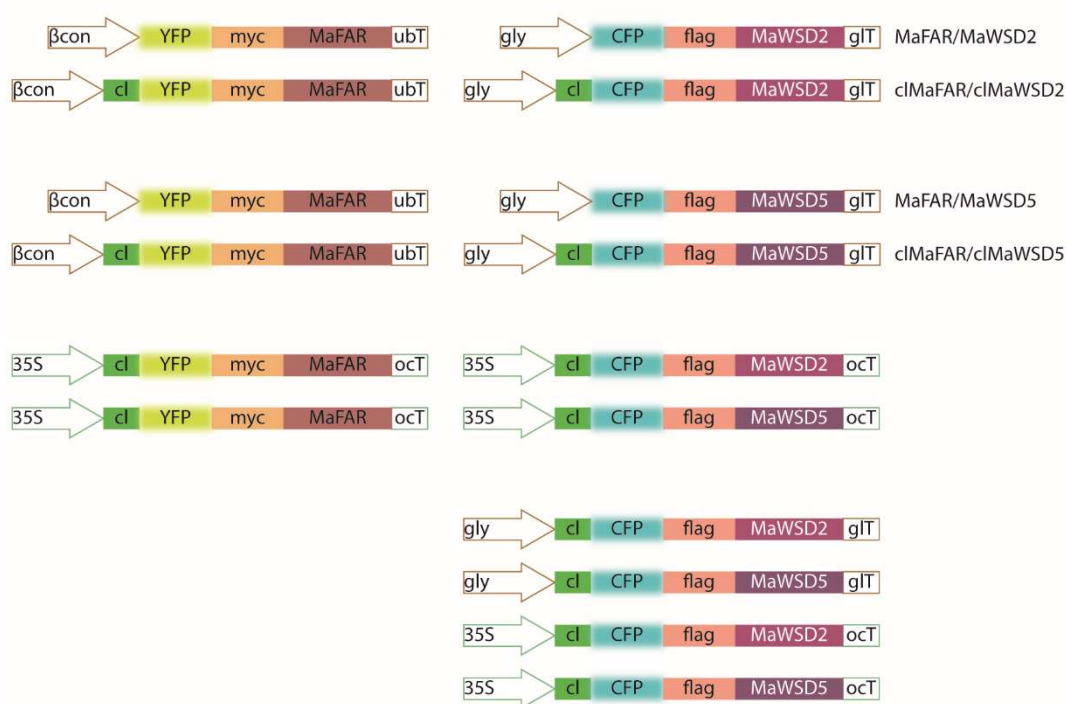 βcon YFP myc MaFAR ubT gly CFP flag MaWSD2 glT MaFAR/MaWSD2
βcon cl YFP myc MaFAR ubT gly cl CFP flag MaWSD2 glT clMaFAR/clMaWSD2
βcon YFP myc MaFAR ubT gly CFP flag MaWSD5 glT MaFAR/MaWSD5
βcon cl YFP myc MaFAR ubT gly cl CFP flag MaWSD5 glT clMaFAR/clMaWSD5
35S cl YFP myc MaFAR ocT 35S cl CFP flag MaWSD2 ocT
35S cl YFP myc MaFAR ocT 35S cl CFP flag MaWSD5 ocT
gly cl CFP flag MaWSD2 glT
gly cl CFP flag MaWSD5 glT
35S cl CFP flag MaWSD2 ocT
35S cl CFP flag MaWSD5 ocT